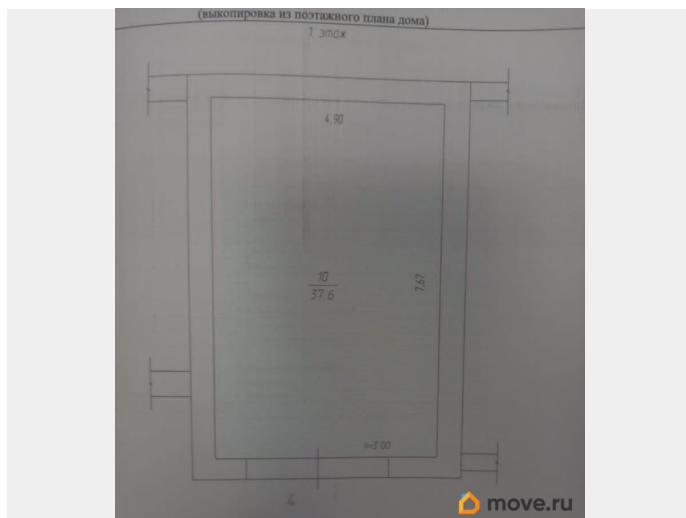 (выкопировка из поэтажного плана дома)
1 этаж
4,90
10
37.6
7,67
h=3.00
4
move.ru